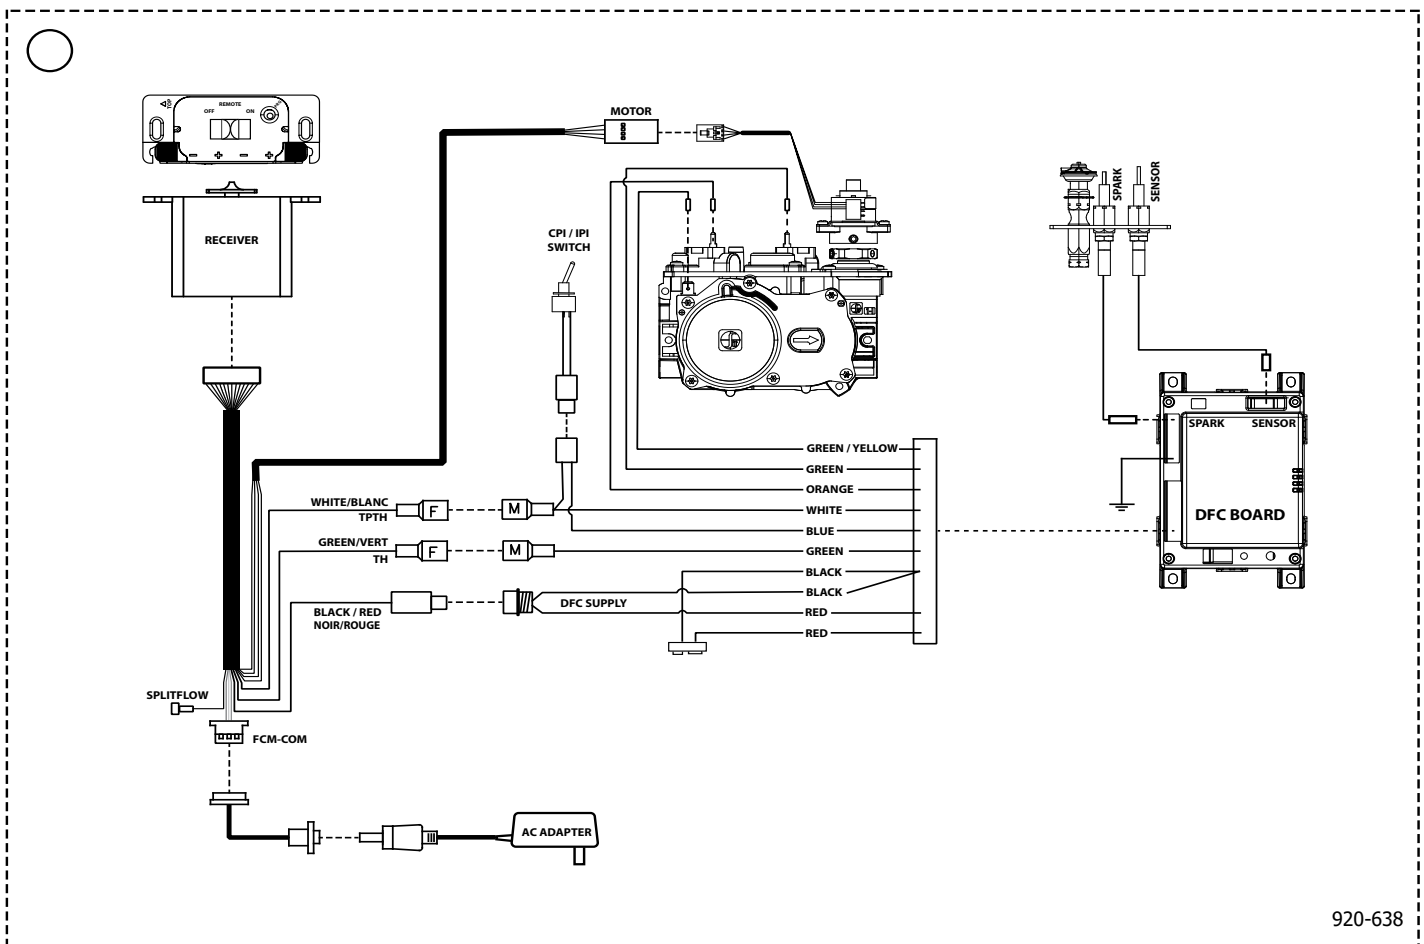 TOP
REMOTE
OFF
ON
PRG
- + - +
RECEIVER
MOTOR
CPI / IPI
SWITCH
SPARK
SENSOR
SPARK
SENSOR
DFC BOARD
GREEN / YELLOW
GREEN
ORANGE
WHITE
BLUE
GREEN
BLACK
BLACK
RED
RED
WHITE/BLANC
TPTH
F
M
GREEN/VERT
TH
F
M
BLACK / RED
NOIR/ROUGE
DFC SUPPLY
SPLITFLOW
FCM-COM
AC ADAPTER
920-638